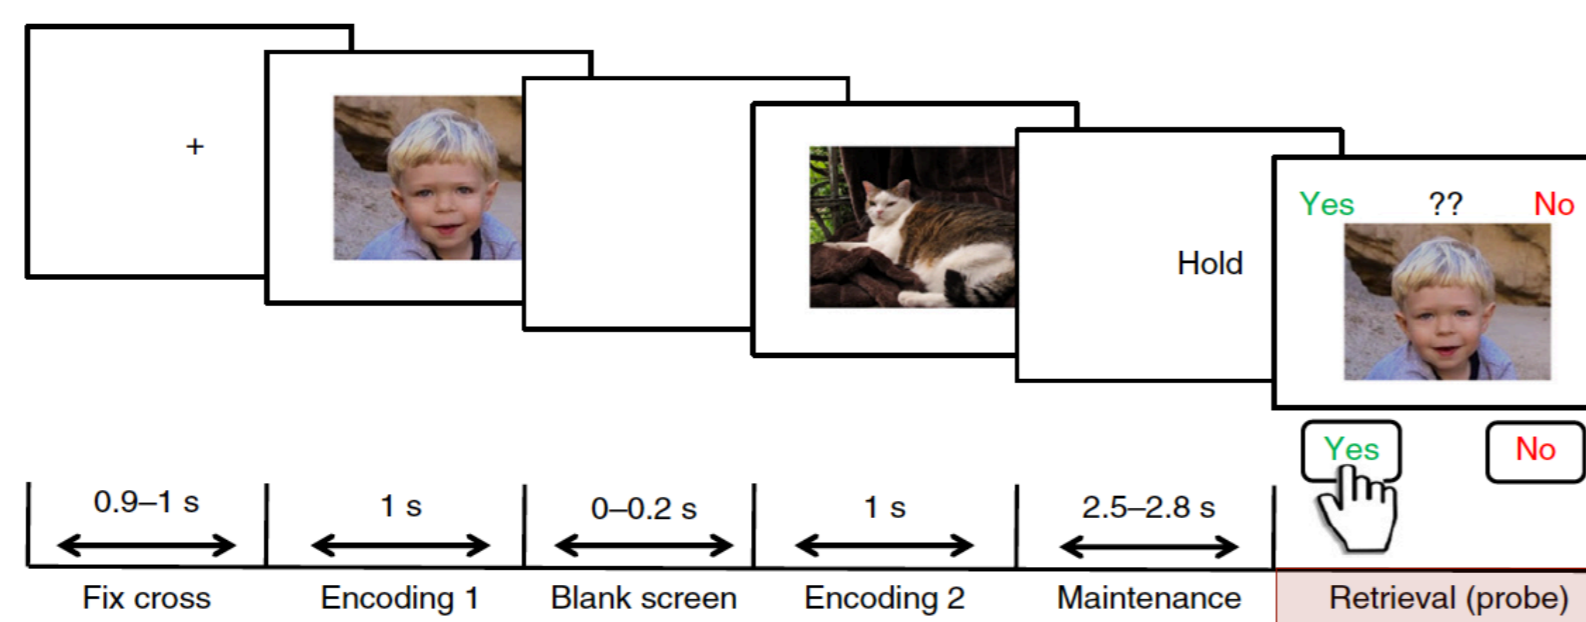 +
Hold
Yes ?? No
Yes No
0.9–1 s 1 s 0–0.2 s 1 s 2.5–2.8 s
Fix cross Encoding 1 Blank screen Encoding 2 Maintenance Retrieval (probe)